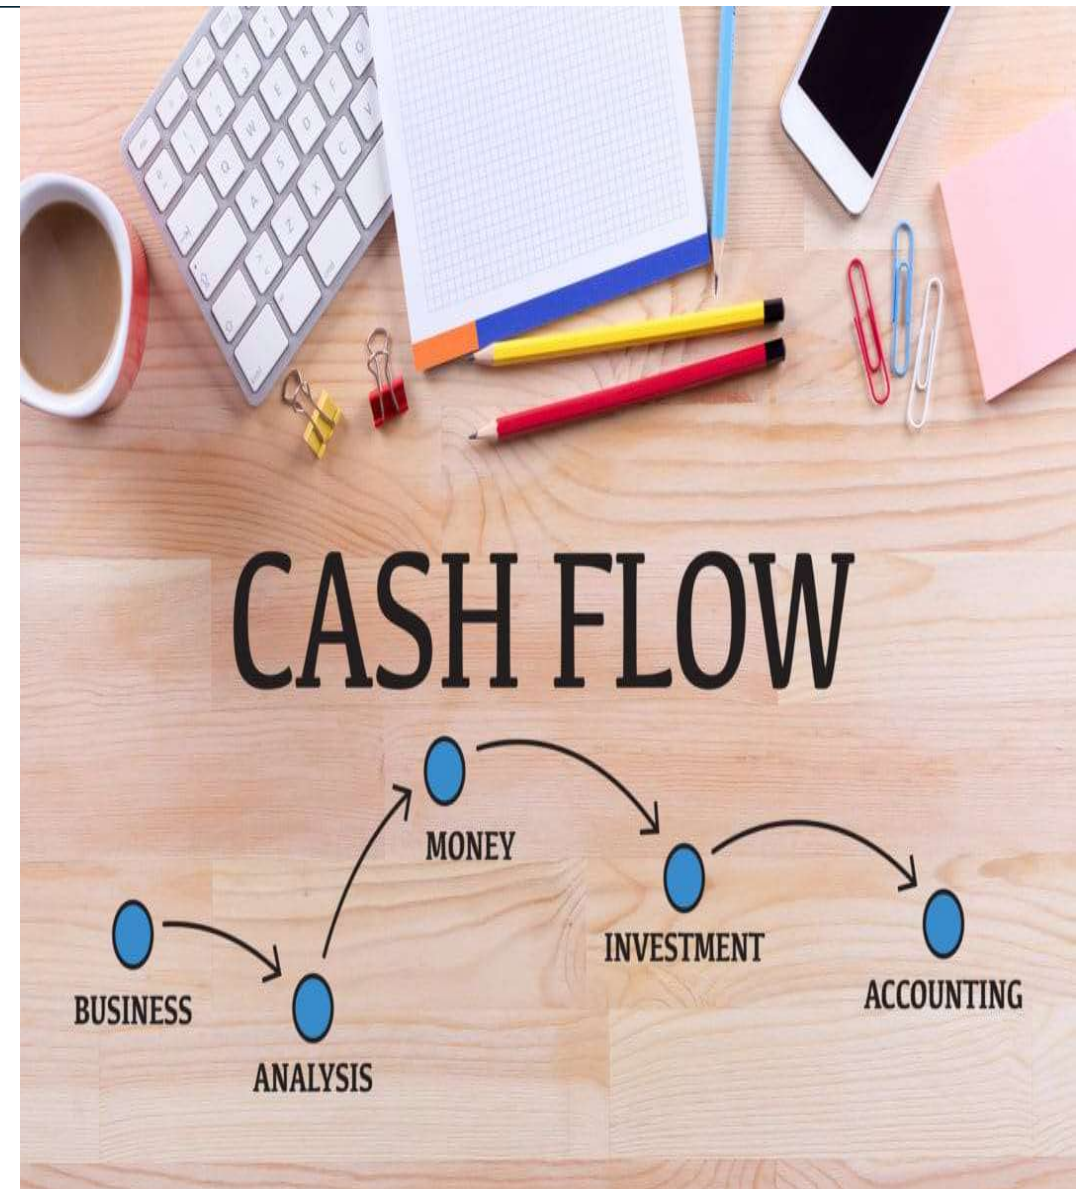 CASH FLOW
BUSINESS
ANALYSIS
MONEY
INVESTMENT
ACCOUNTING